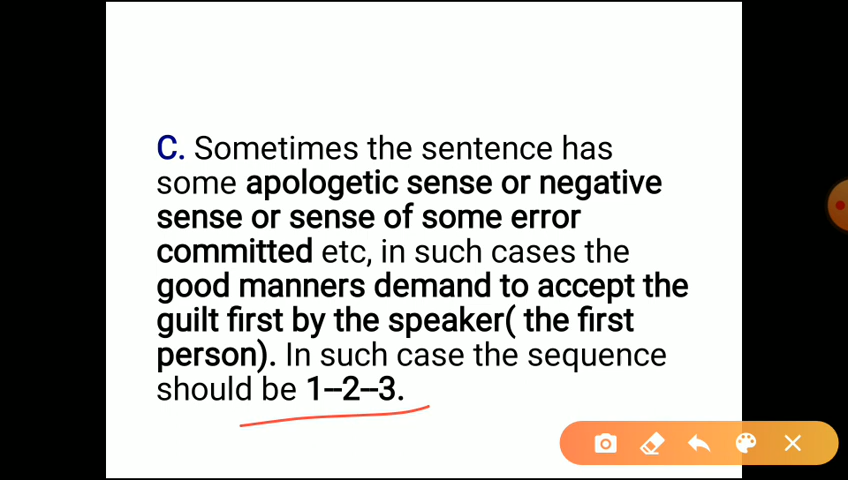 C. Sometimes the sentence has
some apologetic sense or negative
sense or sense of some error
committed etc, in such cases the
good manners demand to accept the
guilt first by the speaker( the first
person). In such case the sequence
should be 1–2–3.